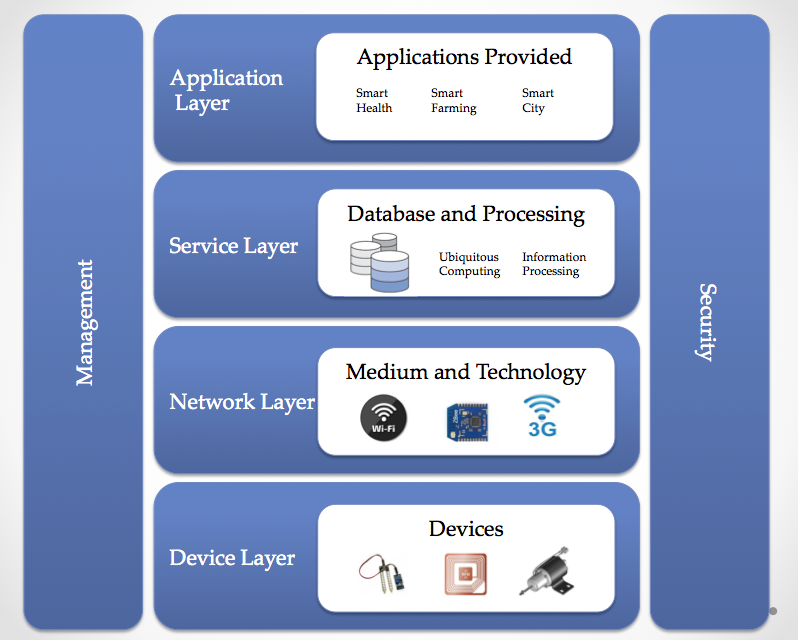 Management
Application
Layer
Applications Provided
Smart
Health
Smart
Farming
Smart
City
Service Layer
Database and Processing
Ubiquitous
Computing
Information
Processing
Network Layer
Medium and Technology
Wi-Fi
3G
Device Layer
Devices
Security